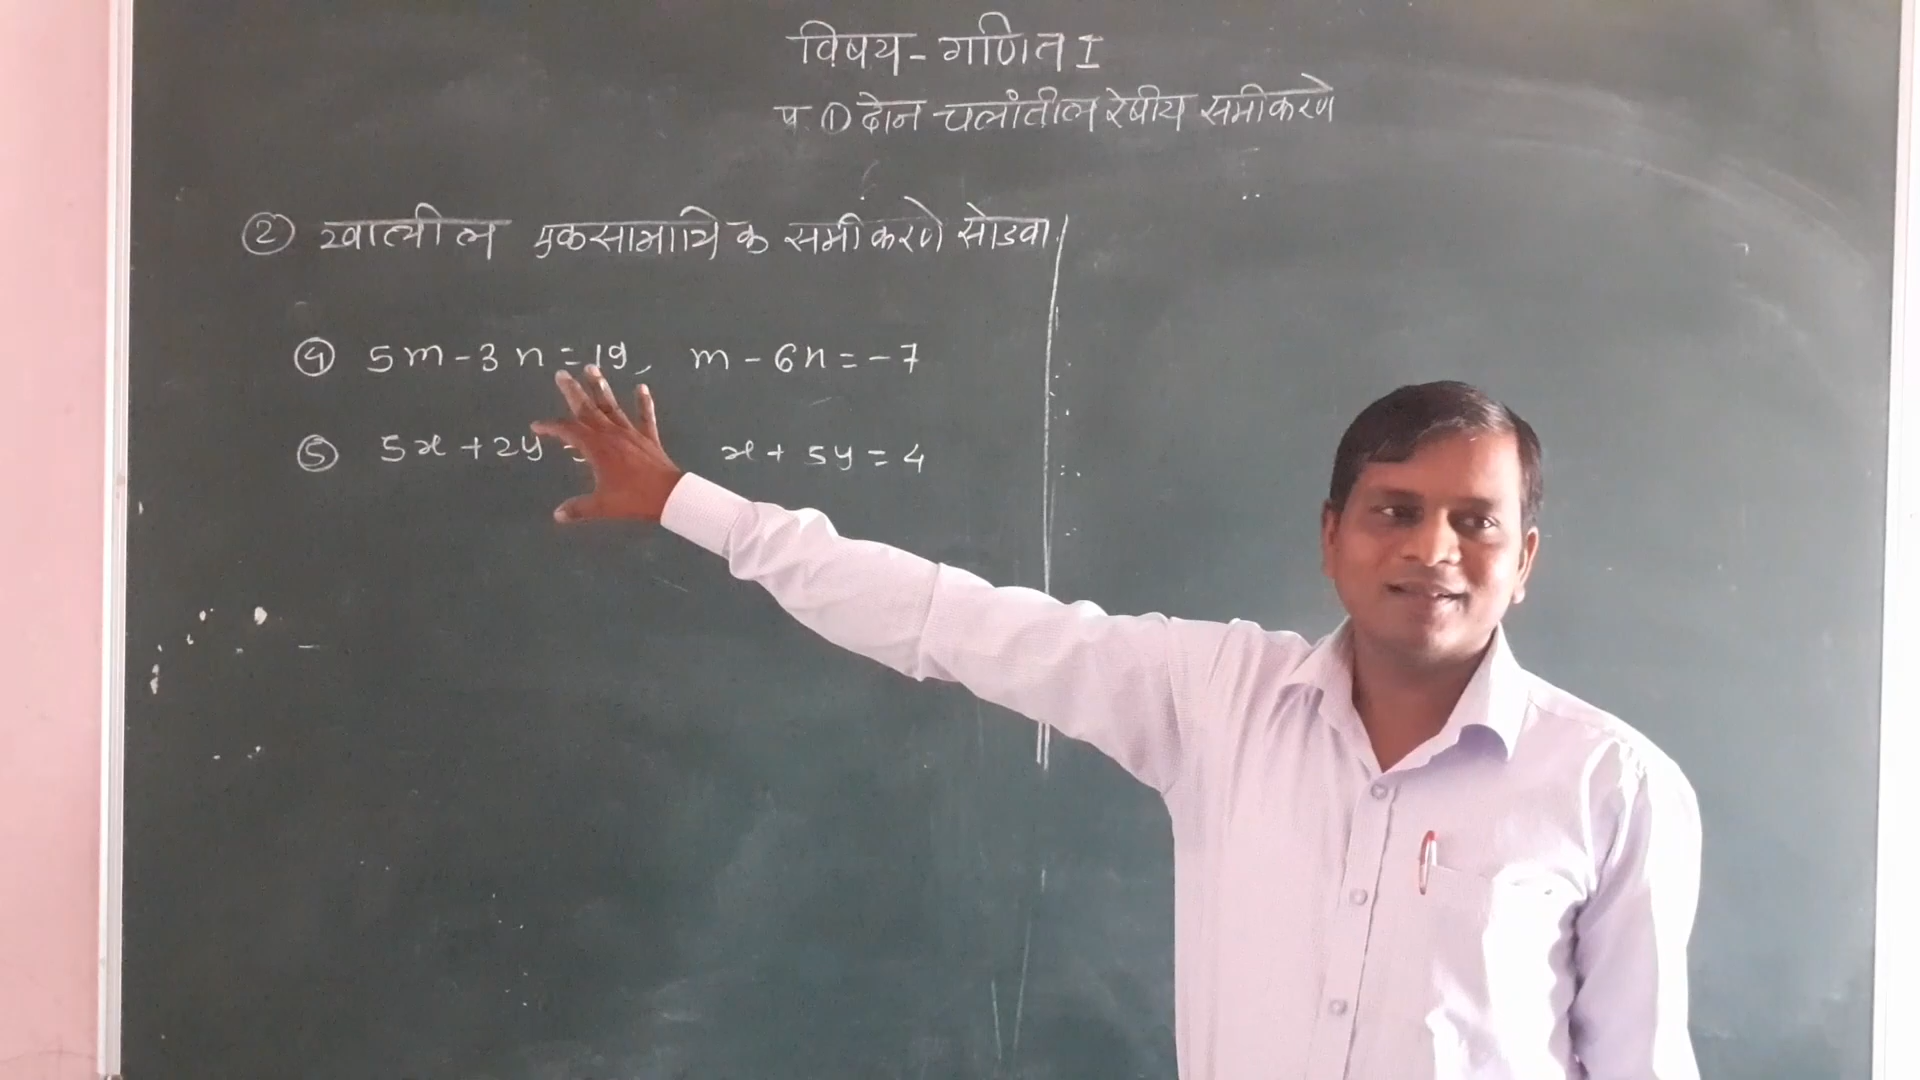 विषय - गणित I
प. ① दोन चलांतील रेषीय समीकरणे
② खालील एकसामायिक समीकरणे सोडवा.
④ 5m - 3n = 19, m - 6n = -7
⑤ 5x + 2y = x + 5y = 4